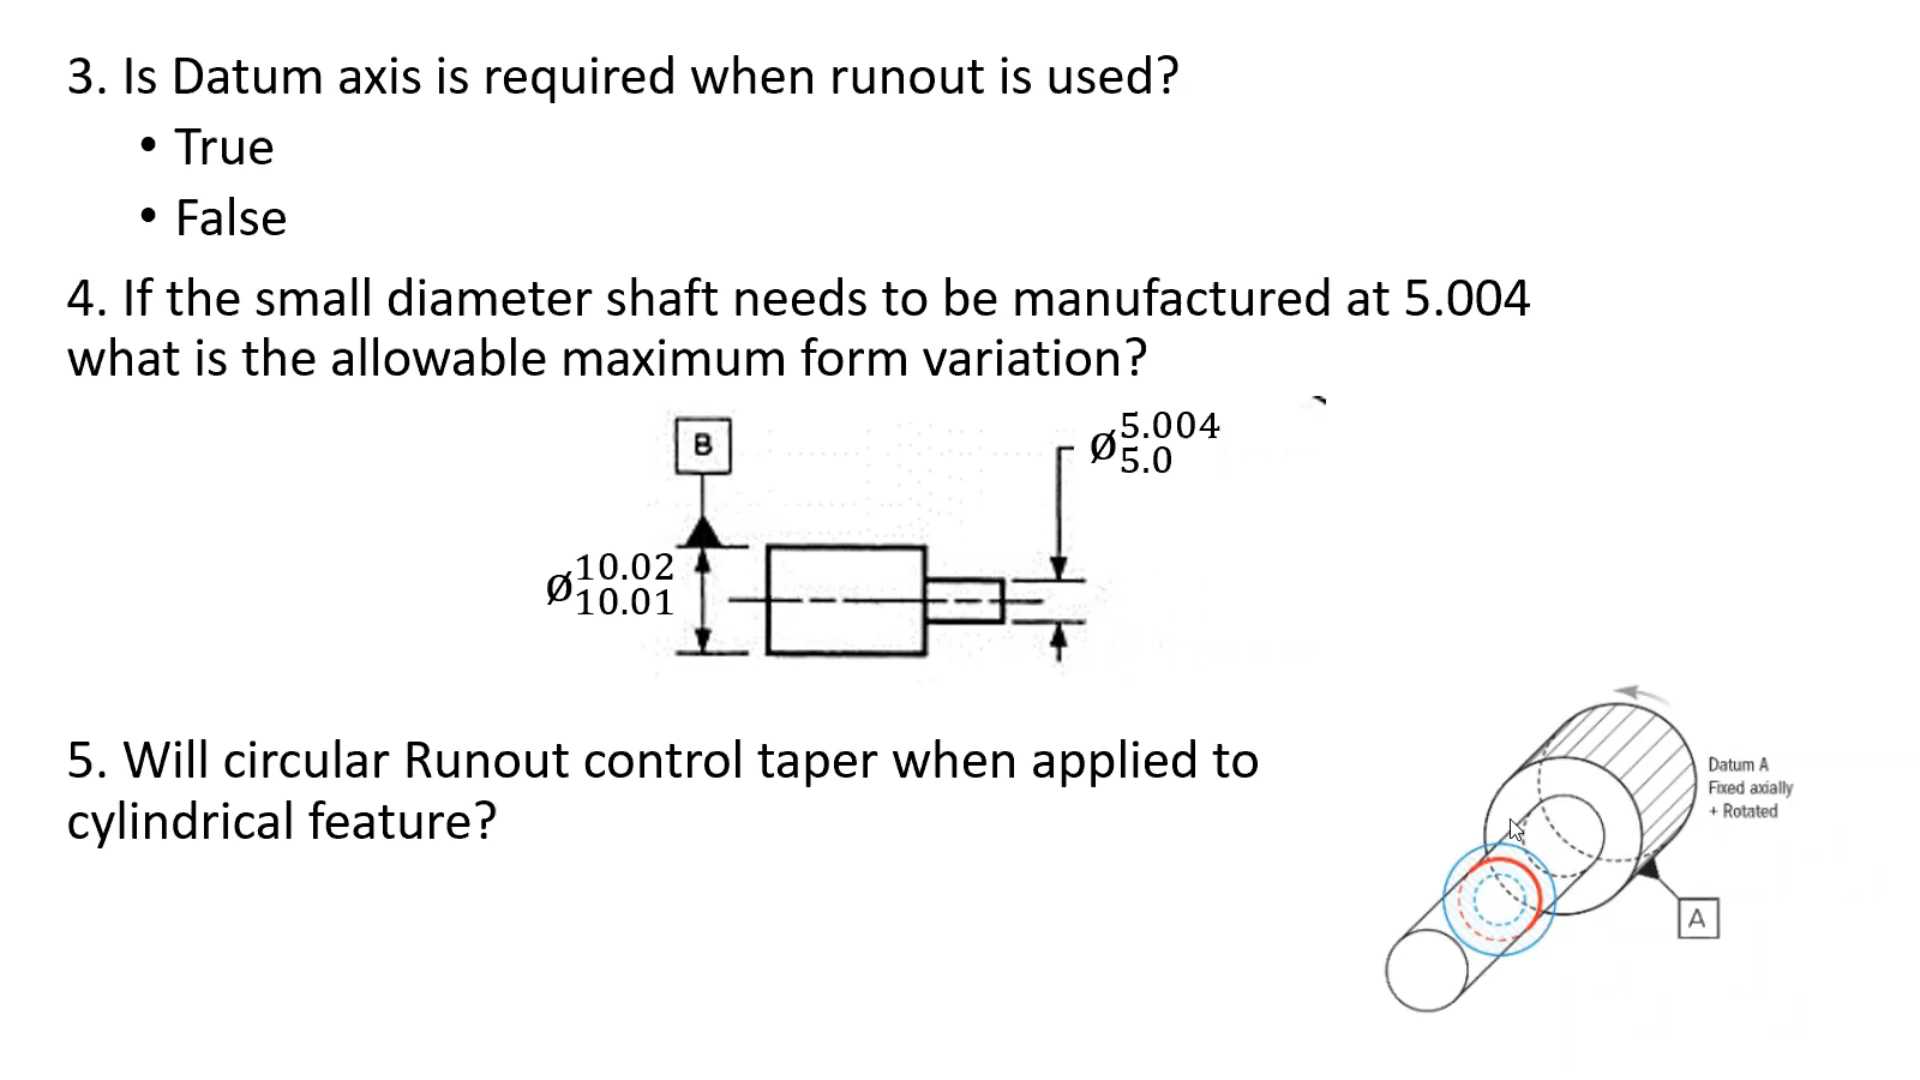 3. Is Datum axis is required when runout is used?
• True
• False
4. If the small diameter shaft needs to be manufactured at 5.004
what is the allowable maximum form variation?
B
5.004
ø
5.0
10.02
ø
10.01
5. Will circular Runout control taper when applied to
cylindrical feature?
Datum A
Fixed axially
+ Rotated
A